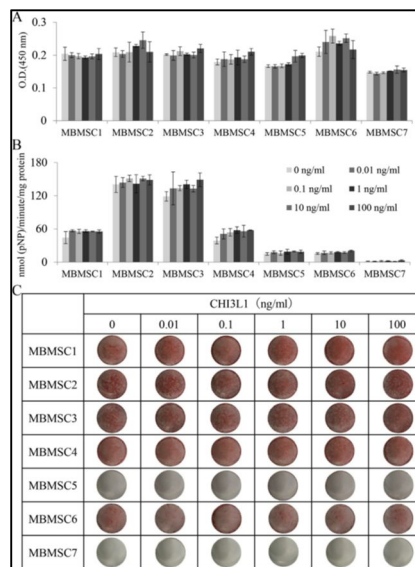 A
O.D.(450 nm)
0.3
0.2
0.1
0
MBMSC1 MBMSC2 MBMSC3 MBMSC4 MBMSC5 MBMSC6 MBMSC7
B
nmol (pNP)/minute/mg protein
180
120
60
0
0 ng/ml 0.01 ng/ml
0.1 ng/ml 1 ng/ml
10 ng/ml 100 ng/ml
MBMSC1 MBMSC2 MBMSC3 MBMSC4 MBMSC5 MBMSC6 MBMSC7
C
CHI3L1 (ng/ml)
0 0.01 0.1 1 10 100
MBMSC1
MBMSC2
MBMSC3
MBMSC4
MBMSC5
MBMSC6
MBMSC7